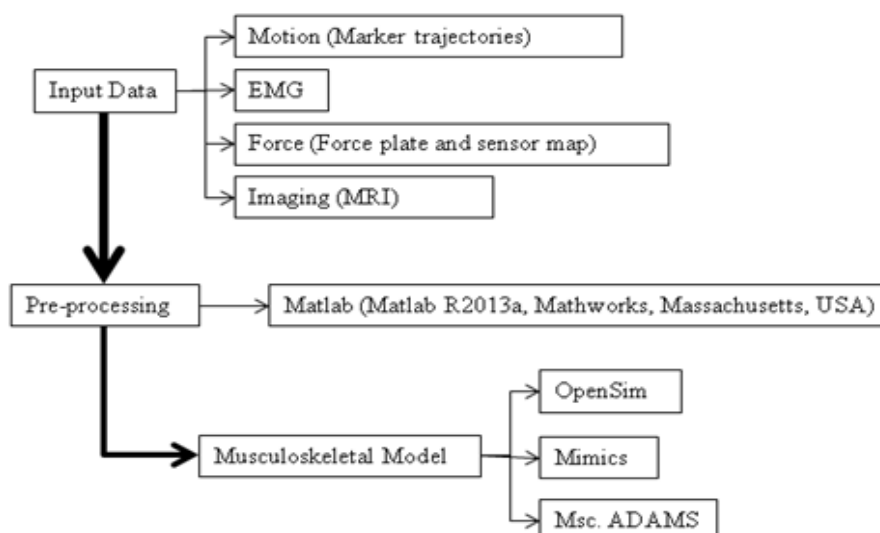 Motion (Marker trajectories)
Input Data
EMG
Force (Force plate and sensor map)
Imaging (MRI)
Pre-processing
Matlab (Matlab R2013a, Mathworks, Massachusetts, USA)
OpenSim
Musculoskeletal Model
Mimics
Msc. ADAMS